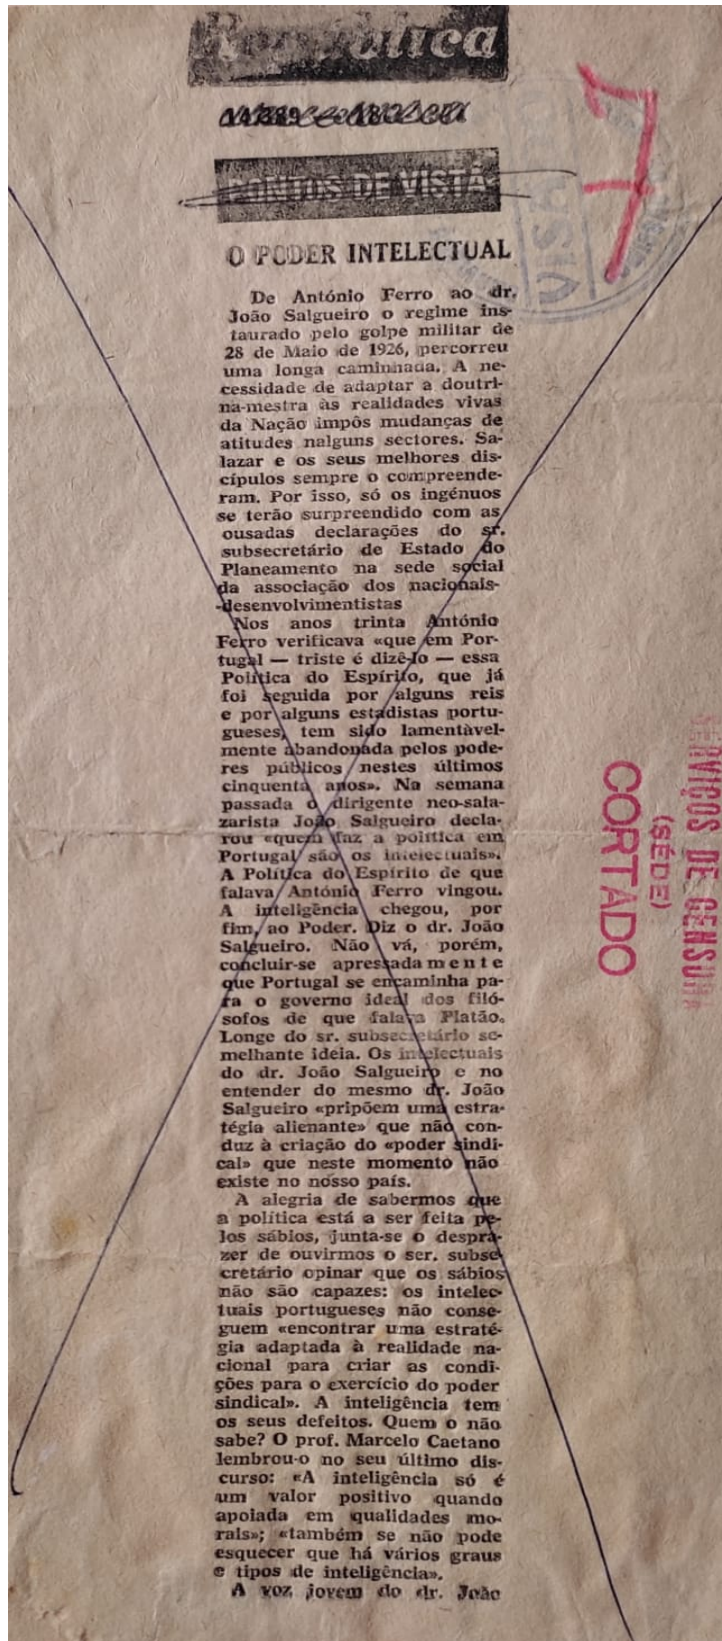 República
PONTOS DE VISTA
O PODER INTELECTUAL
De António Ferro ao dr.
João Salgueiro o regime ins-
taurado pelo golpe militar de
28 de Maio de 1926, percorreu
uma longa caminhada. A ne-
cessidade de adaptar a doutri-
na-mestra às realidades vivas
da Nação impôs mudanças de
atitudes nalguns sectores. Sa-
lazar e os seus melhores dis-
cípulos sempre o compreende-
ram. Por isso, só os ingénuos
se terão surpreendido com as
ousadas declarações do sr.
subsecretário de Estado do
Planeamento na sede social
da associação dos nacionais-
-desenvolvimentistas
Nos anos trinta António
Ferro verificava «que em Por-
tugal — triste é dizê-lo — essa
Política do Espírito, que já
foi seguida por alguns reis
e por alguns estadistas portu-
gueses, tem sido lamentàvel-
mente abandonada pelos pode-
res públicos nestes últimos
cinquenta anos». Na semana
passada o dirigente neo-sala-
zarista João Salgueiro decla-
rou «quem faz a política em
Portugal são os intelectuais».
A Política do Espírito de que
falava António Ferro vingou.
A inteligência chegou, por
fim, ao Poder. Diz o dr. João
Salgueiro. Não vá, porém,
concluir-se apressadamente
que Portugal se encaminha pa-
ra o governo ideal dos filó-
sofos de que falava Platão.
Longe do sr. subsecretário se-
melhante ideia. Os intelectuais
do dr. João Salgueiro e no
entender do mesmo dr. João
Salgueiro «pripõem uma estra-
tégia alienante» que não con-
duz à criação do «poder sindi-
cal» que neste momento não
existe no nosso país.
A alegria de sabermos que
a política está a ser feita pe-
los sábios, junta-se o despra-
zer de ouvirmos o ser. subse-
cretário opinar que os sábios
não são capazes: os intelec-
tuais portugueses não conse-
guem «encontrar uma estraté-
gia adaptada à realidade na-
cional para criar as condi-
ções para o exercício do poder
sindical». A inteligência tem
os seus defeitos. Quem o não
sabe? O prof. Marcelo Caetano
lembrou-o no seu último dis-
curso: «A inteligência só é
um valor positivo quando
apoiada em qualidades mo-
rais»; «também se não pode
esquecer que há vários graus
e tipos de inteligência».
A voz jovem do dr. João
7
SERVIÇOS DE CENSURA
(SÉDE)
CORTADO